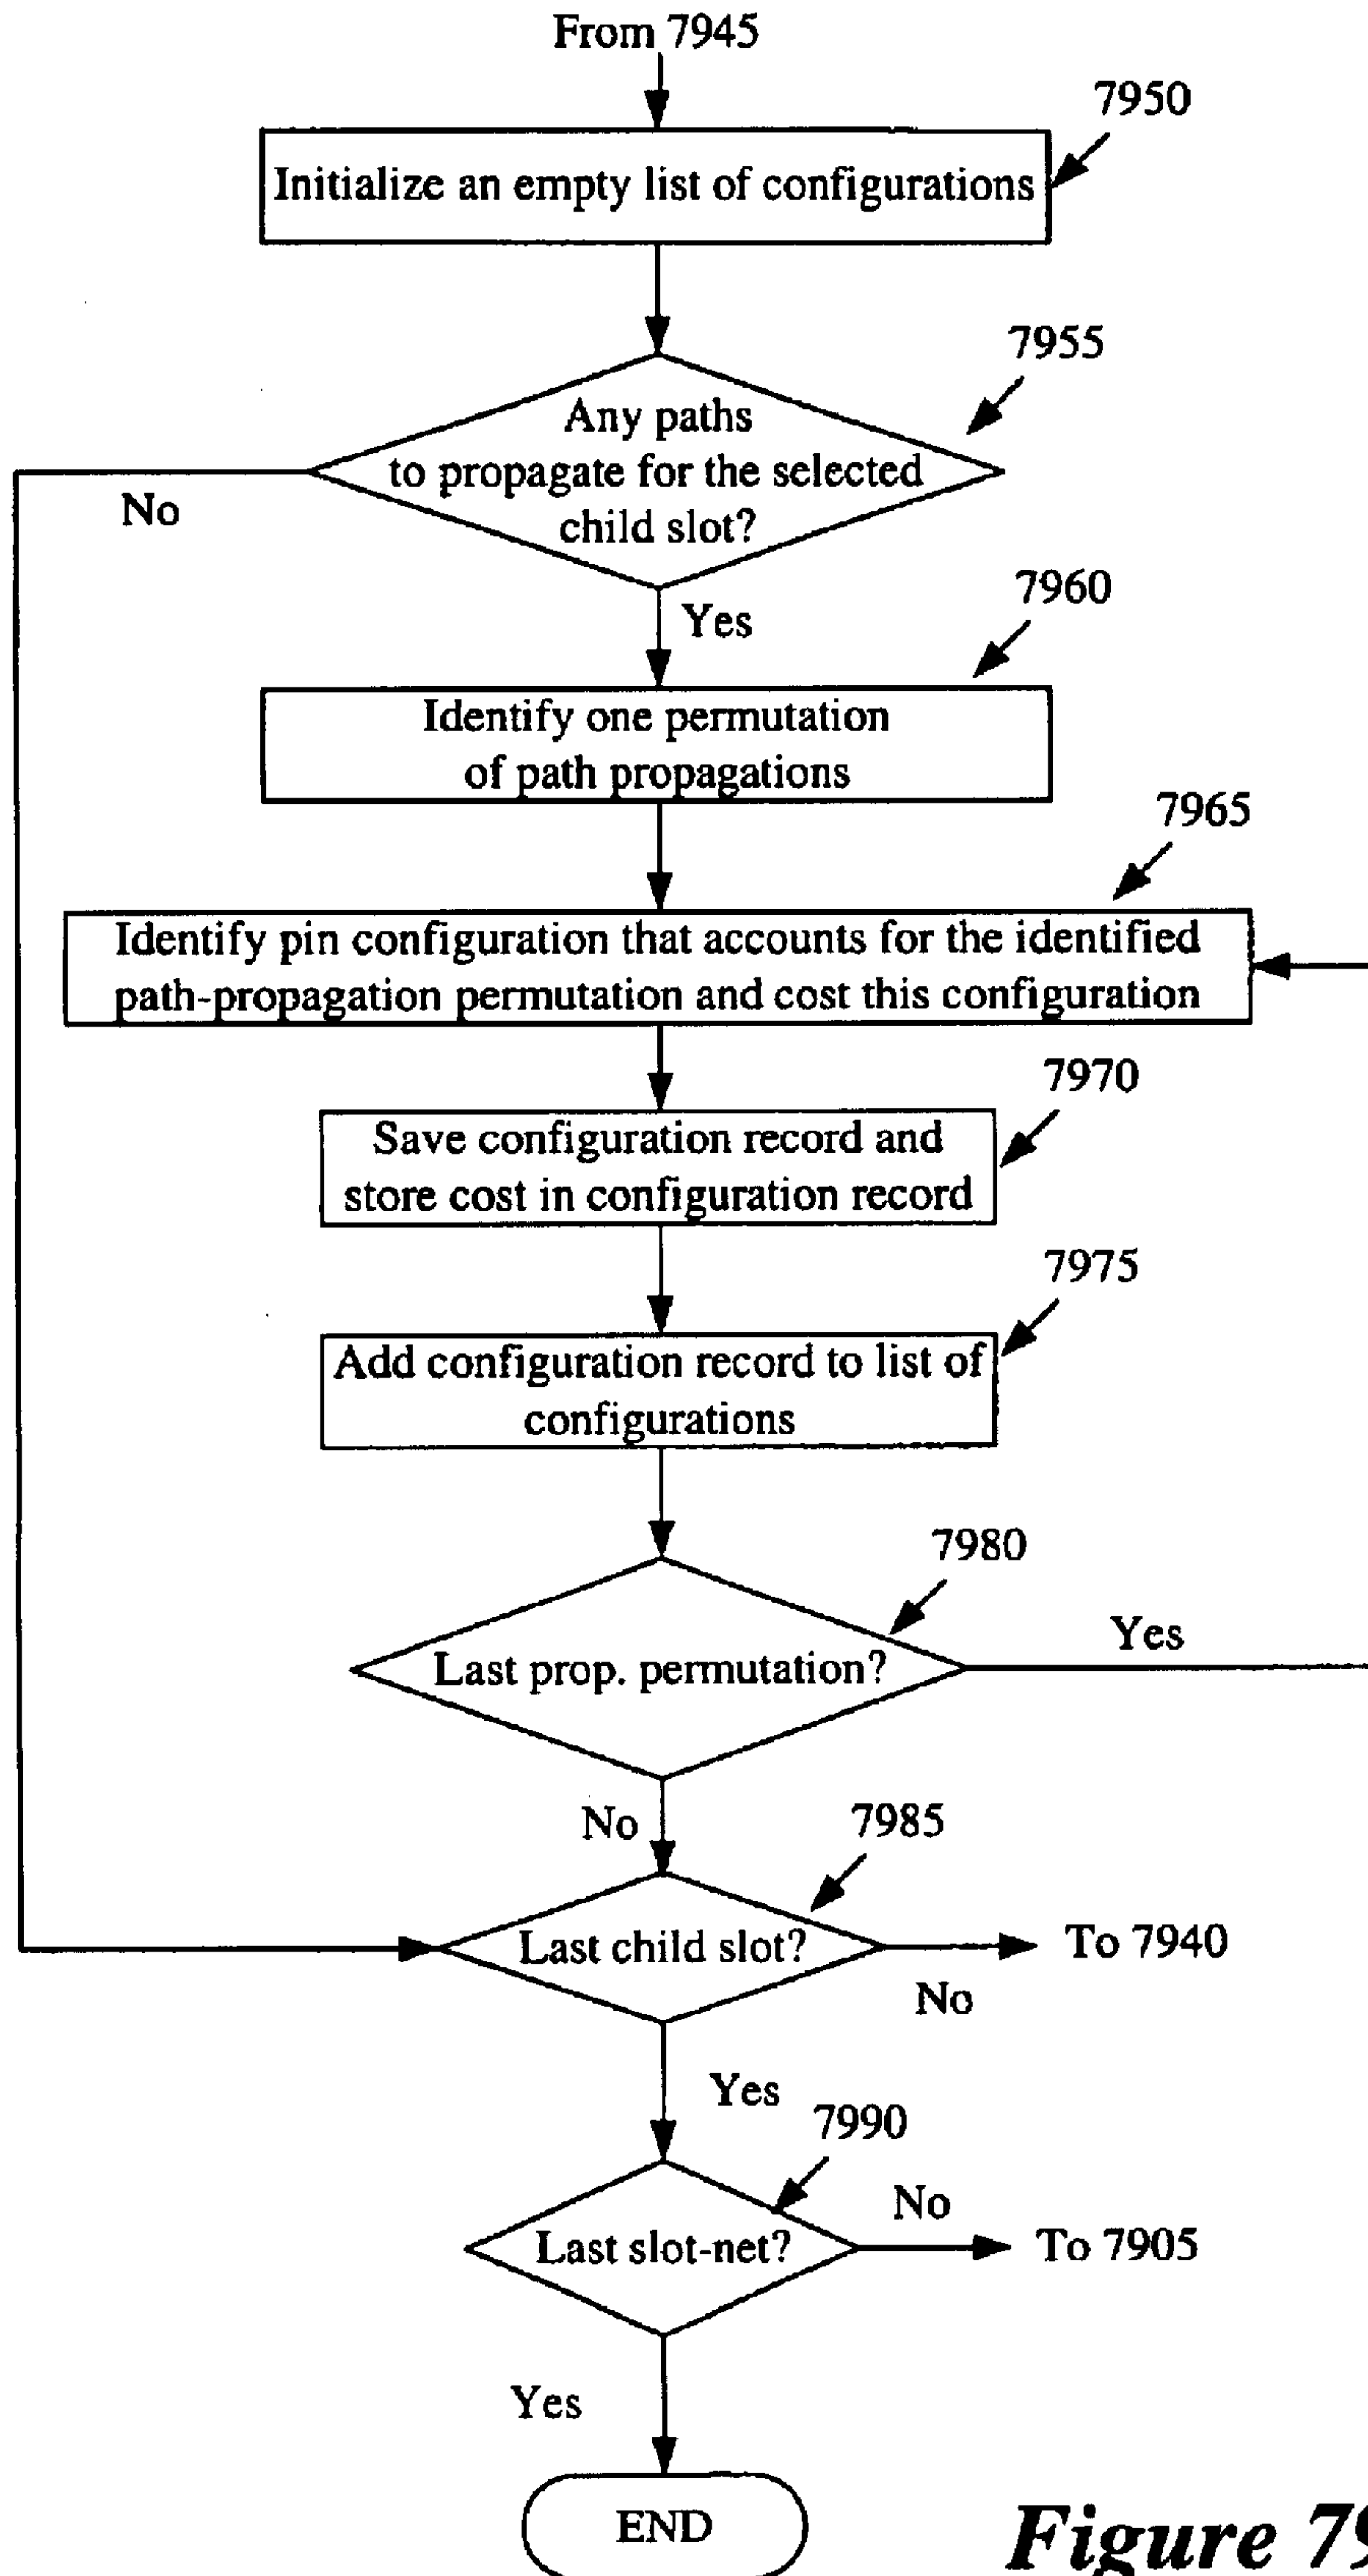 From 7945
7950
Initialize an empty list of configurations
7955
Any paths
to propagate for the selected
child slot?
No
7960
Yes
Identify one permutation
of path propagations
7965
Identify pin configuration that accounts for the identified
path-propagation permutation and cost this configuration
7970
Save configuration record and
store cost in configuration record
7975
Add configuration record to list of
configurations
7980
Yes
Last prop. permutation?
No
7985
Last child slot?
To 7940
No
Yes
7990
No
Last slot-net?
To 7905
Yes
END
Figure 79